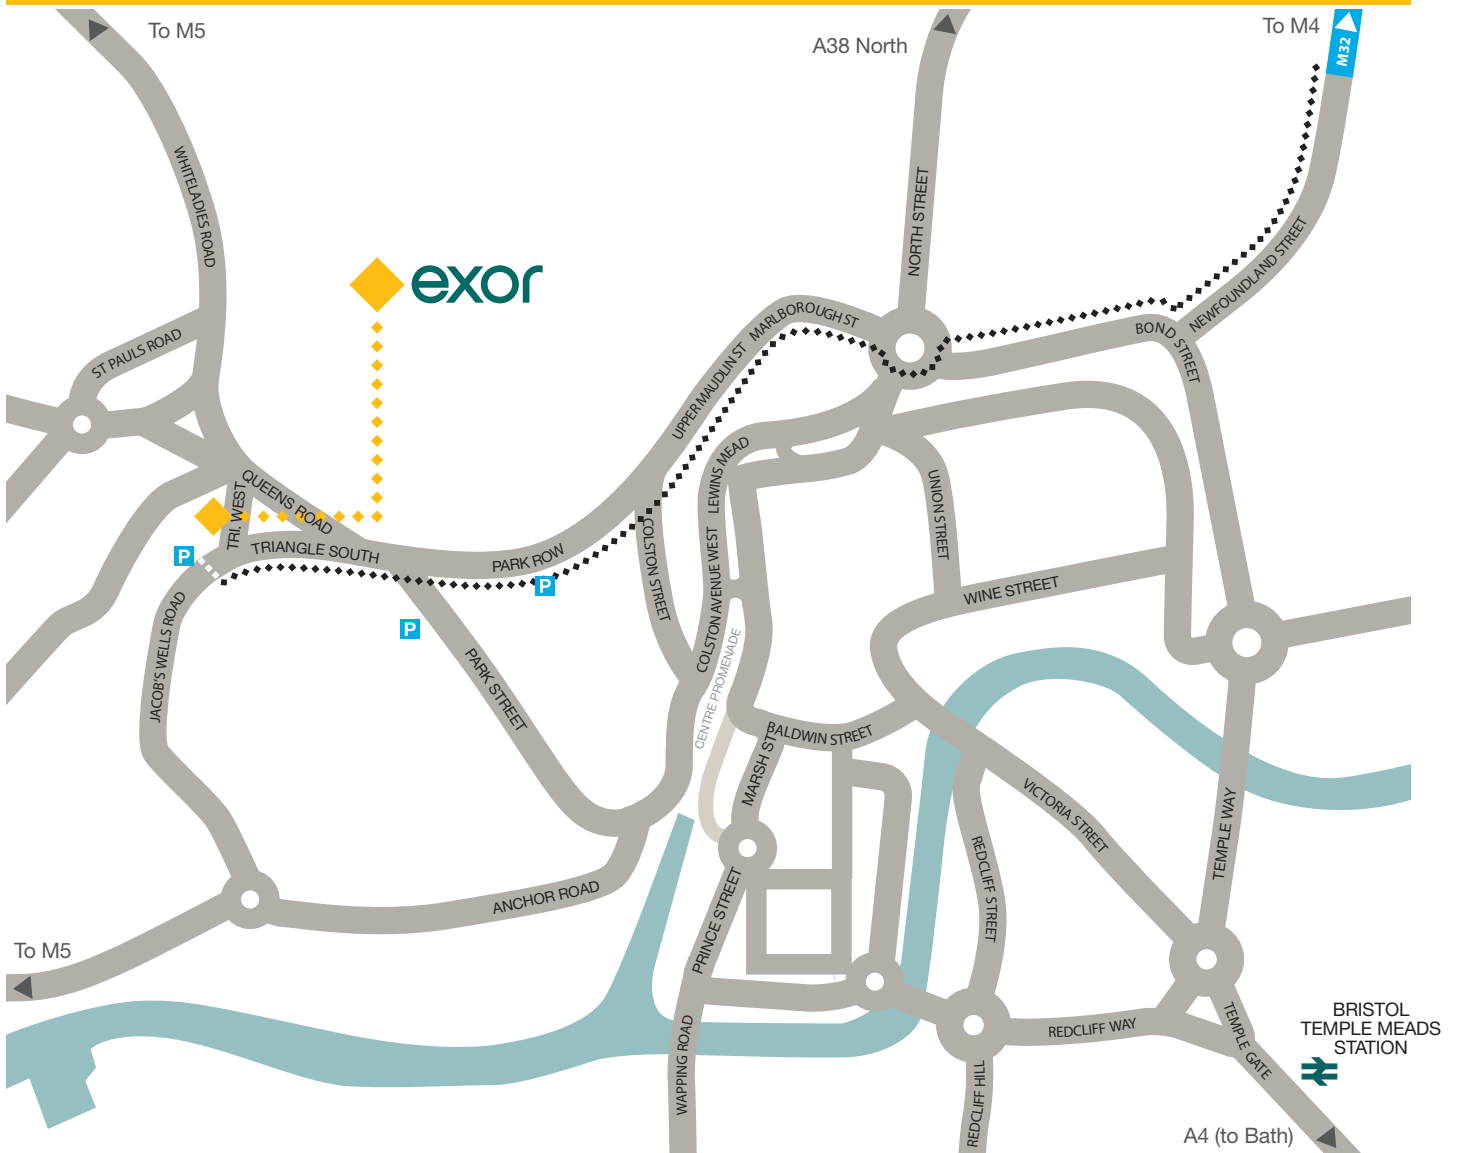 To M5
A38 North
To M4
M32
WHITELADIES ROAD
NORTH STREET
NEWFOUNDLAND STREET
exor
ST PAULS ROAD
MARLBOROUGH ST
BOND STREET
UPPER MAUDLIN ST
QUEENS ROAD
TRI. WEST
LEWINS MEAD
UNION STREET
TRIANGLE SOUTH
PARK ROW
P
P
P
COLSTON STREET
COLSTON AVENUE WEST
WINE STREET
JACOB'S WELLS ROAD
PARK STREET
CENTRE PROMENADE
BALDWIN STREET
MARSH ST
VICTORIA STREET
TEMPLE WAY
REDCLIFF STREET
ANCHOR ROAD
PRINCE STREET
To M5
WAPPING ROAD
REDCLIFF WAY
TEMPLE GATE
REDCLIFF HILL
BRISTOL
TEMPLE MEADS
STATION
A4 (to Bath)